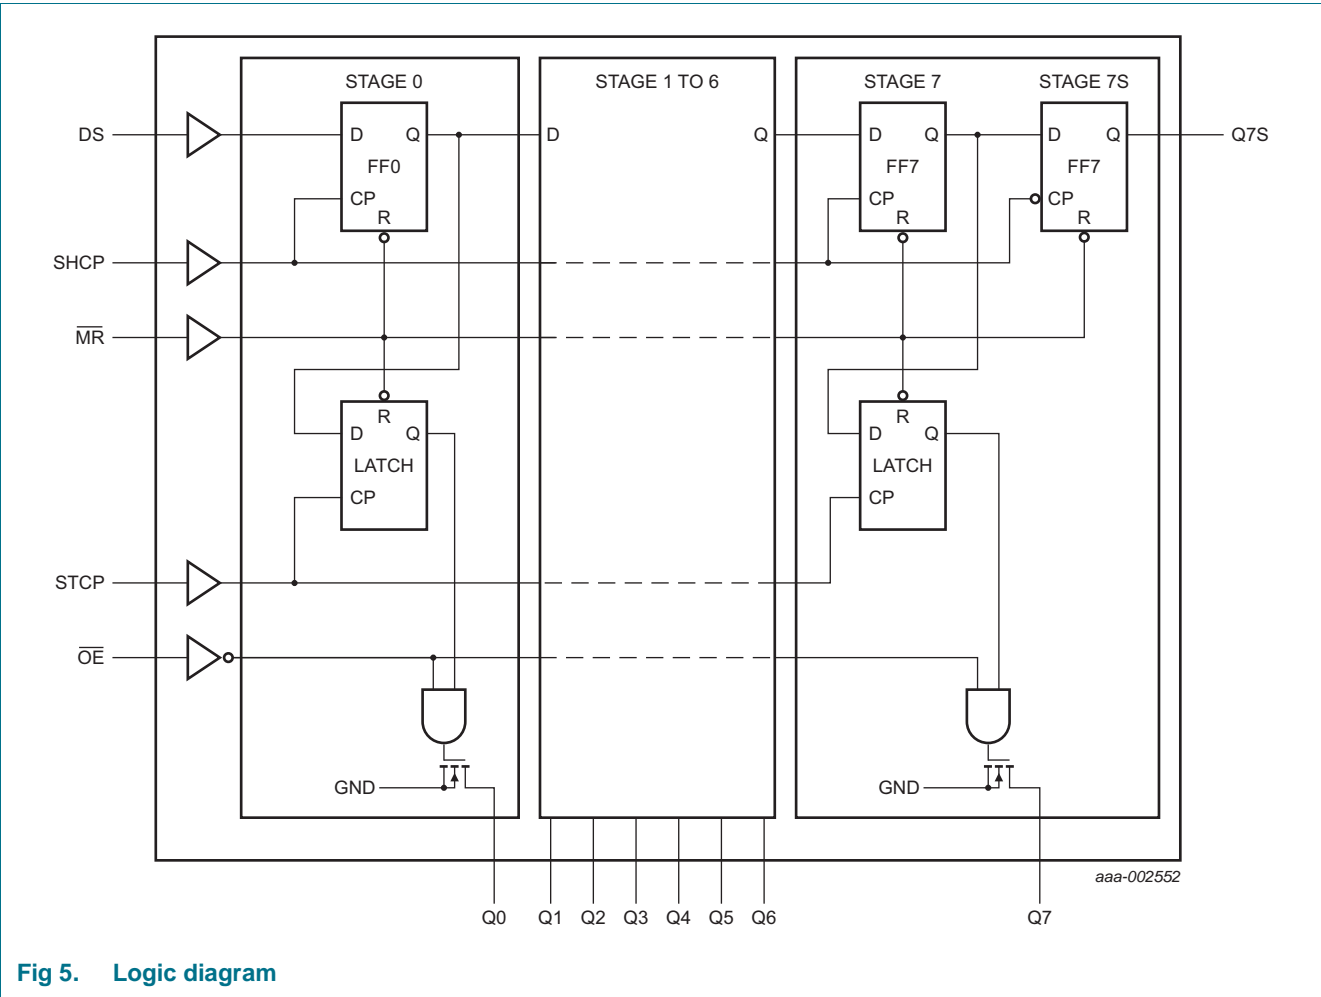 STAGE 0
STAGE 1 TO 6
STAGE 7
STAGE 7S
DS
D
Q
FF0
CP
R
D
Q
D
Q
FF7
CP
R
D
Q
FF7
CP
R
Q7S
SHCP
MR
R
D
Q
LATCH
CP
R
D
Q
LATCH
CP
STCP
OE
GND
GND
aaa-002552
Q0
Q1
Q2
Q3
Q4
Q5
Q6
Q7
Fig 5. Logic diagram